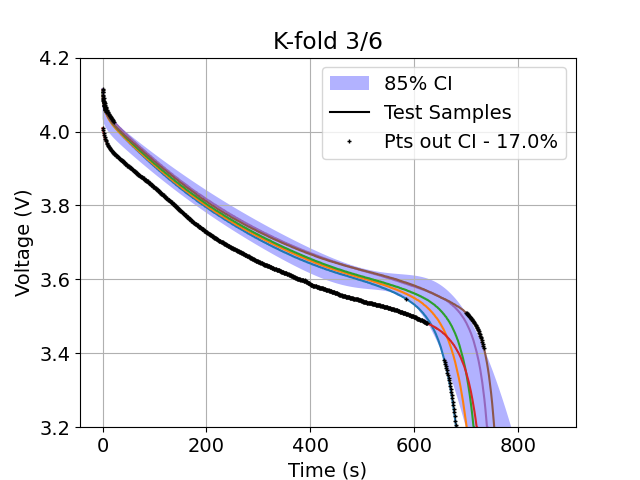 K-fold 3/6
85% CI
Test Samples
Pts out CI - 17.0%
Voltage (V)
4.2
4.0
3.8
3.6
3.4
3.2
0 200 400 600 800
Time (s)